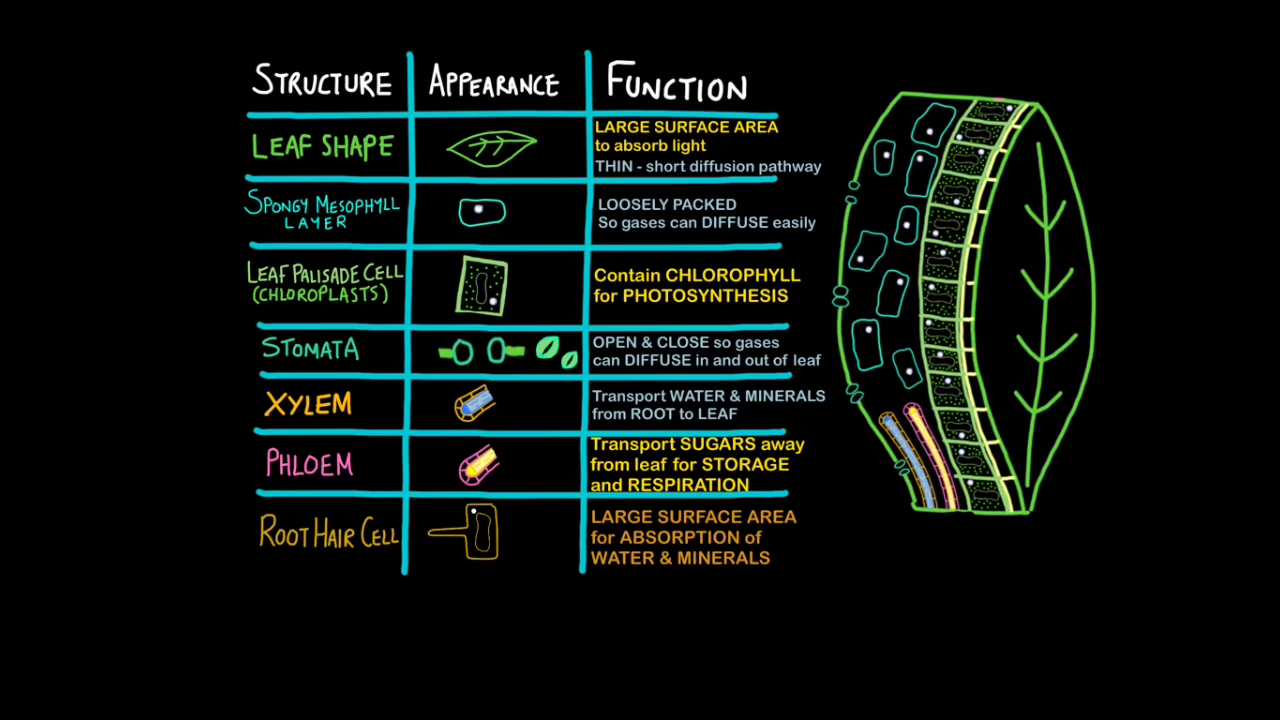 STRUCTURE APPEARANCE FUNCTION
LEAF SHAPE
LARGE SURFACE AREA
to absorb light
THIN - short diffusion pathway
SPONGY MESOPHYLL
LAYER
LOOSELY PACKED
So gases can DIFFUSE easily
LEAF PALISADE CELL
(CHLOROPLASTS)
Contain CHLOROPHYLL
for PHOTOSYNTHESIS
STOMATA
OPEN & CLOSE so gases
can DIFFUSE in and out of leaf
XYLEM
Transport WATER & MINERALS
from ROOT to LEAF
PHLOEM
Transport SUGARS away
from leaf for STORAGE
and RESPIRATION
ROOT HAIR CELL
LARGE SURFACE AREA
for ABSORPTION of
WATER & MINERALS